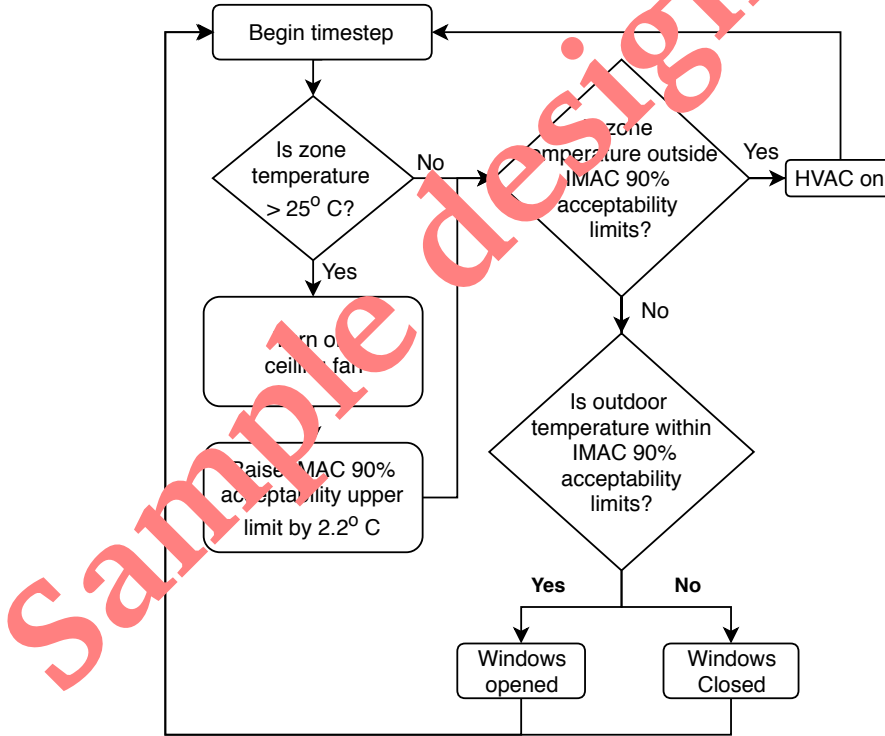 Begin timestep
Is zone
temperature
> 25° C?
No
Yes
ceiling fan
Raise IMAC 90%
acceptability upper
limit by 2.2° C
zone
temperature outside
IMAC 90%
acceptability
limits?
Yes
HVAC on
No
Is outdoor
temperature within
IMAC 90%
acceptability
limits?
Yes
No
Windows
opened
Windows
Closed
Sample design